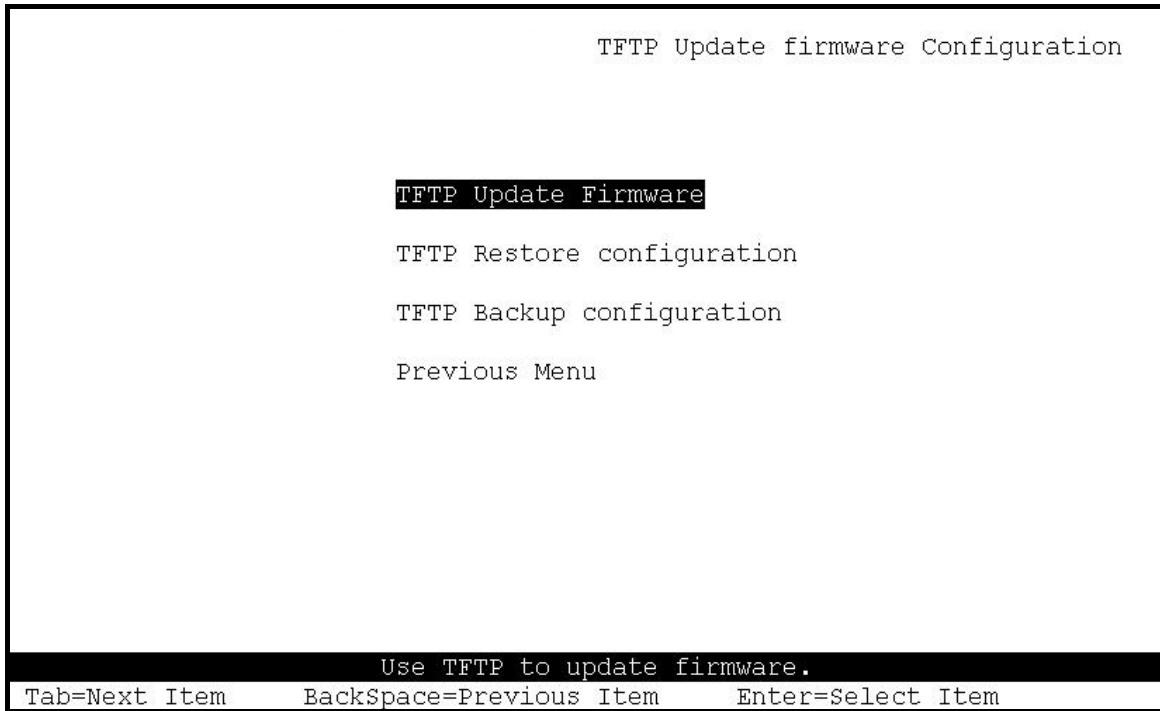 TFTP Update firmware Configuration
TFTP Update Firmware
TFTP Restore configuration
TFTP Backup configuration
Previous Menu
Use TFTP to update firmware.
Tab=Next Item BackSpace=Previous Item Enter=Select Item